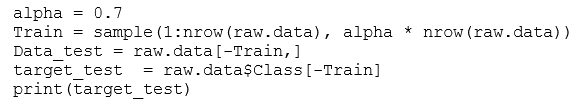 alpha = 0.7
Train = sample(1:nrow(raw.data), alpha * nrow(raw.data))
Data_test = raw.data[-Train,]
target_test  = raw.data$Class[-Train]
print(target_test)